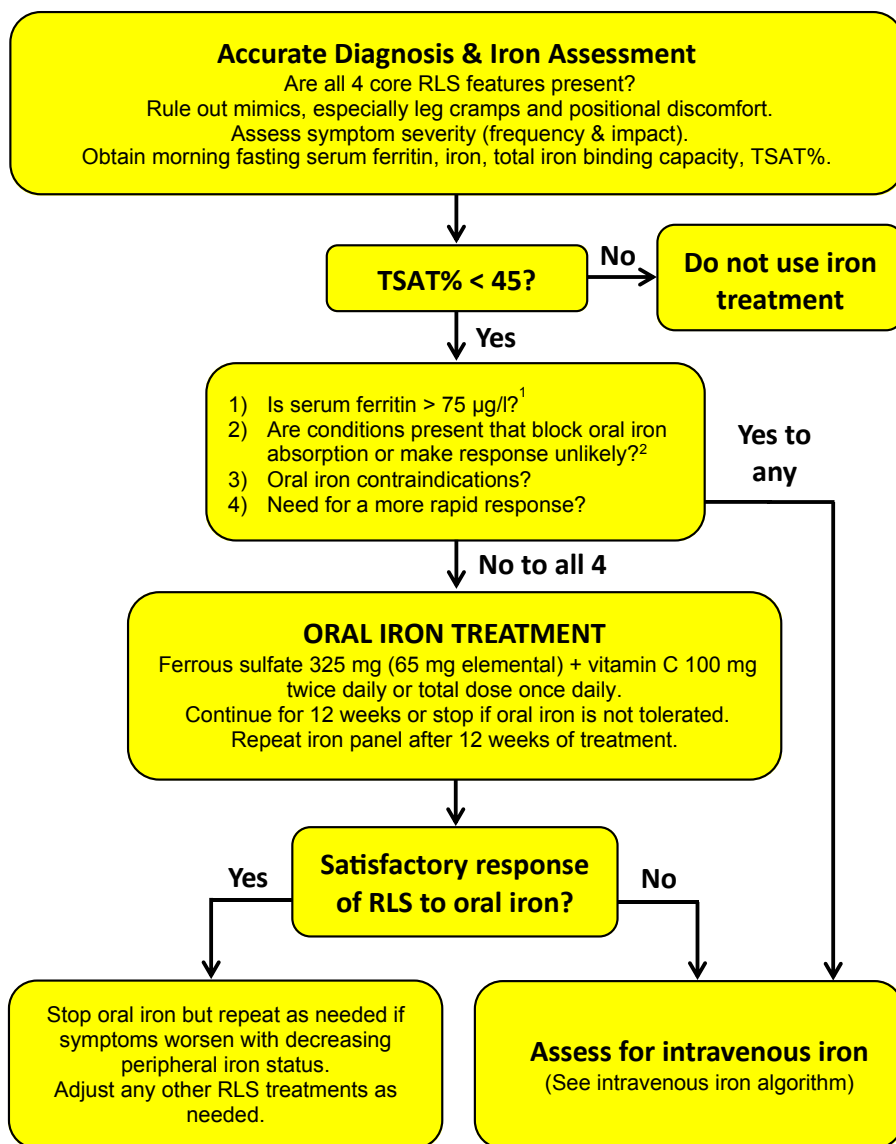 Accurate Diagnosis & Iron Assessment
Are all 4 core RLS features present?
Rule out mimics, especially leg cramps and positional discomfort.
Assess symptom severity (frequency & impact).
Obtain morning fasting serum ferritin, iron, total iron binding capacity, TSAT%.
TSAT% < 45?
No
Do not use iron
treatment
Yes
1) Is serum ferritin > 75 µg/l?¹
2) Are conditions present that block oral iron
absorption or make response unlikely?²
3) Oral iron contraindications?
4) Need for a more rapid response?
Yes to
any
No to all 4
ORAL IRON TREATMENT
Ferrous sulfate 325 mg (65 mg elemental) + vitamin C 100 mg
twice daily or total dose once daily.
Continue for 12 weeks or stop if oral iron is not tolerated.
Repeat iron panel after 12 weeks of treatment.
Satisfactory response
of RLS to oral iron?
Yes
No
Stop oral iron but repeat as needed if
symptoms worsen with decreasing
peripheral iron status.
Adjust any other RLS treatments as
needed.
Assess for intravenous iron
(See intravenous iron algorithm)